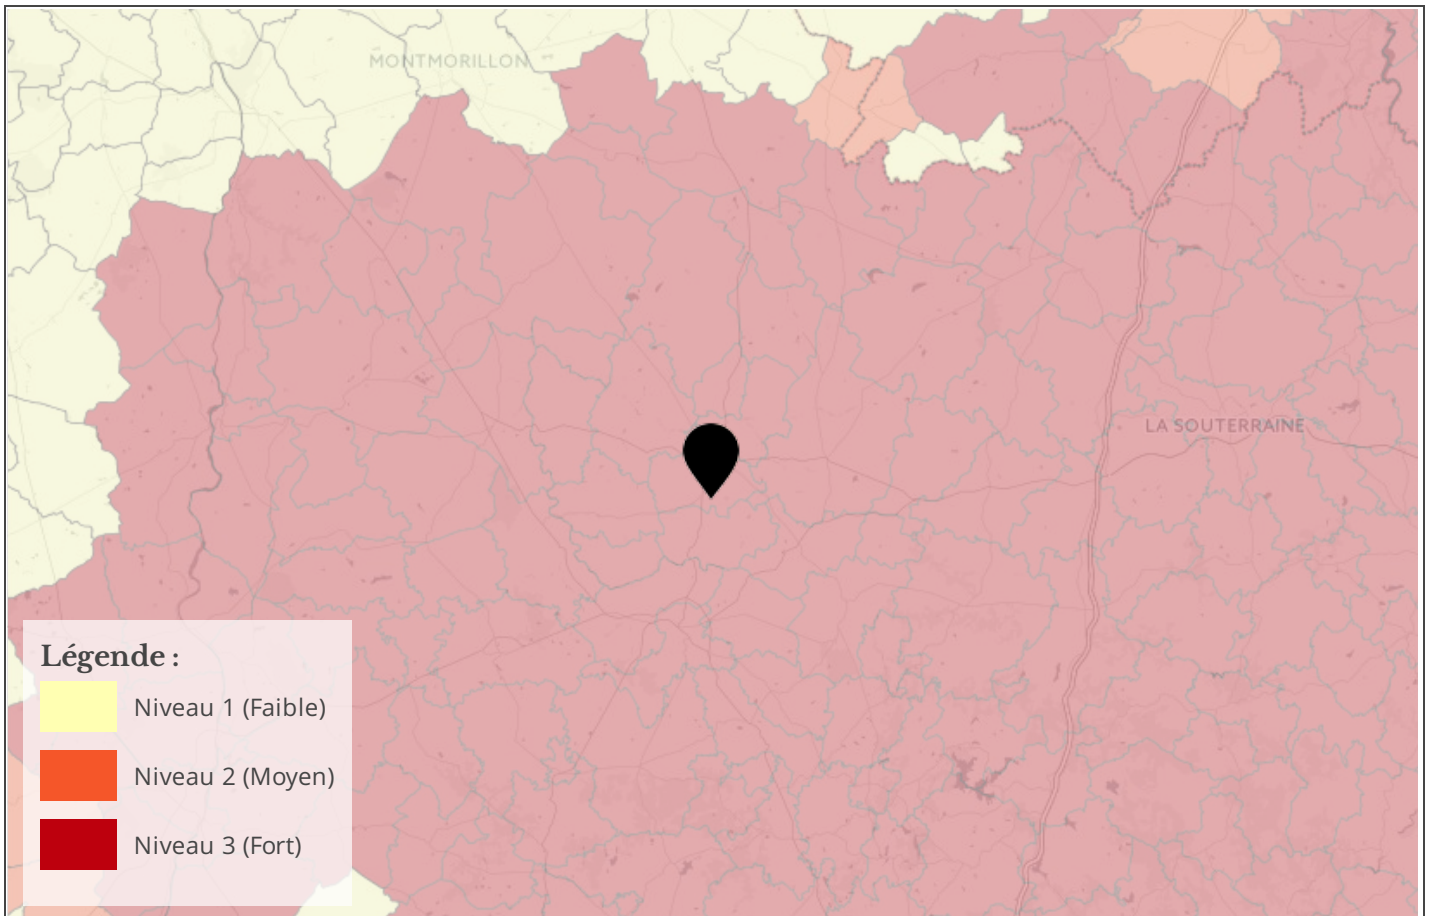 MONTMORILLON
LA SOUTERRAINE
Légende :
Niveau 1 (Faible)
Niveau 2 (Moyen)
Niveau 3 (Fort)